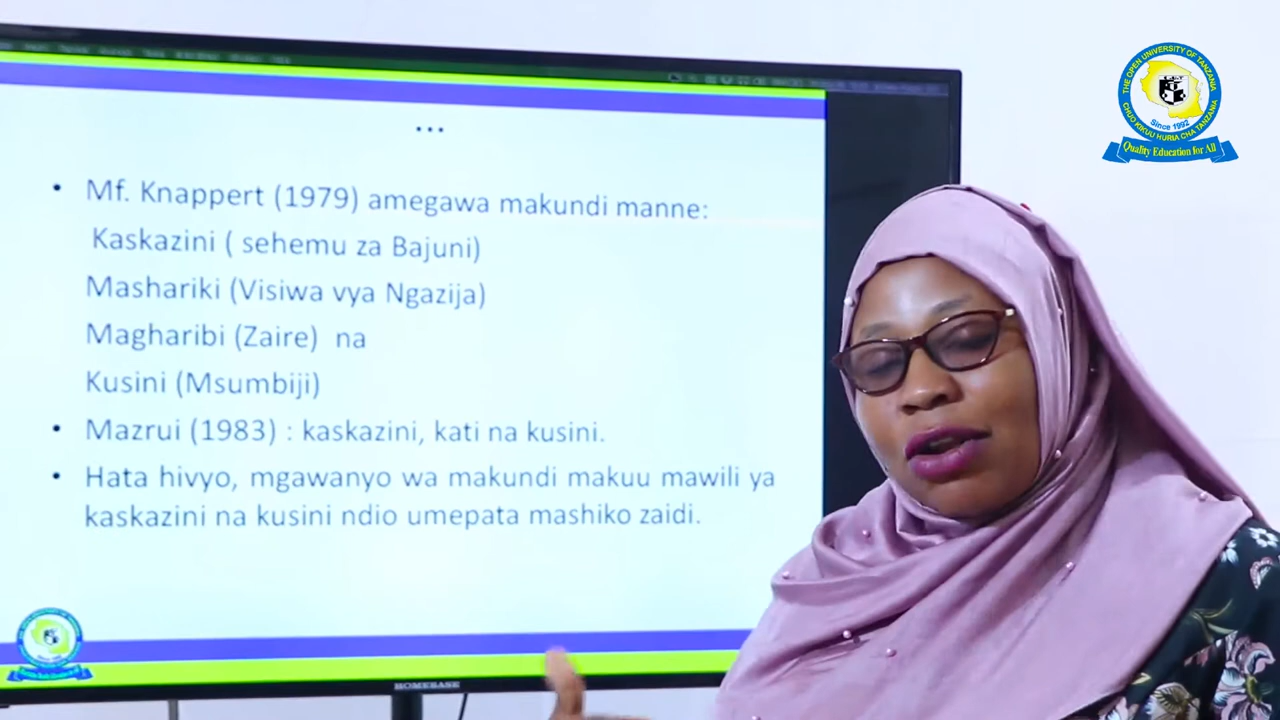 ...
• Mf. Knappert (1979) amegawa makundi manne:
Kaskazini ( sehemu za Bajuni)
Mashariki (Visiwa vya Ngazija)
Magharibi (Zaire) na
Kusini (Msumbiji)
• Mazrui (1983) : kaskazini, kati na kusini.
• Hata hivyo, mgawanyo wa makundi makuu mawili ya
kaskazini na kusini ndio umepata mashiko zaidi.
HOMEBASE
THE OPEN UNIVERSITY OF TANZANIA
CHUO KIKUU HURIA CHA TANZANIA
Since 1992
Quality Education for All